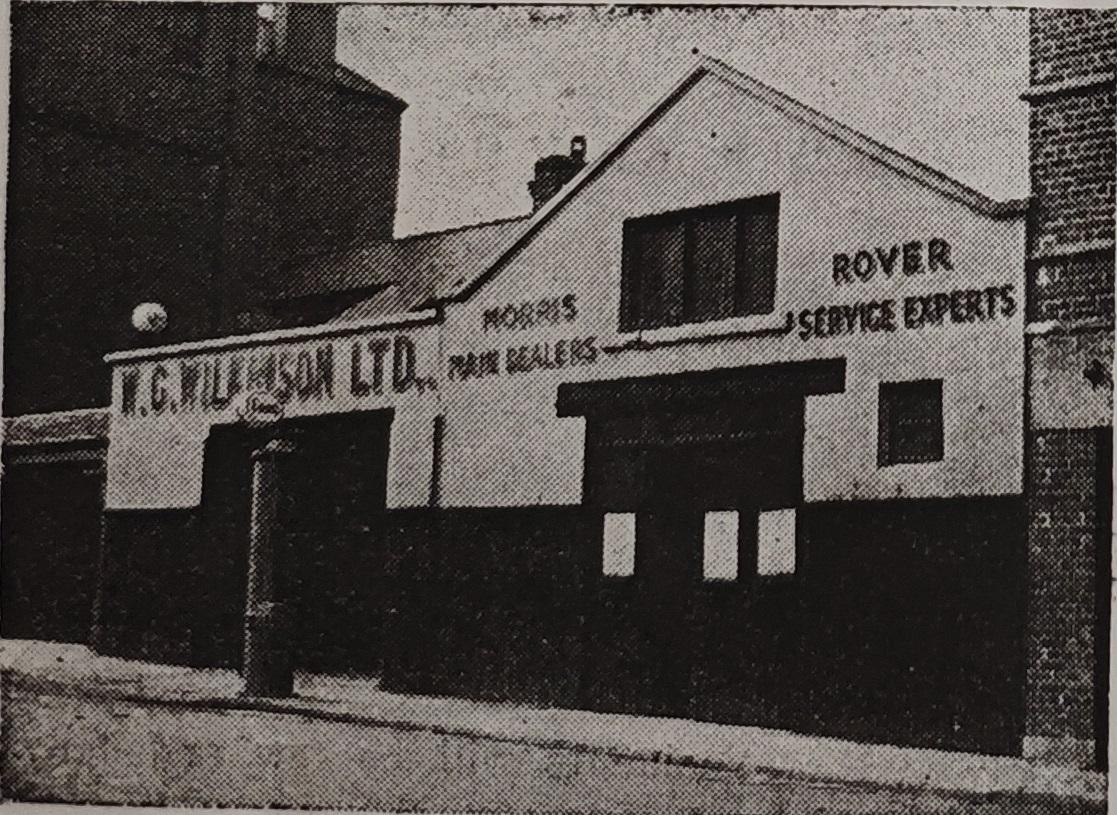 W.G.WILKINSON LTD.
MORRIS
MAIN DEALERS
ROVER
SERVICE EXPERTS